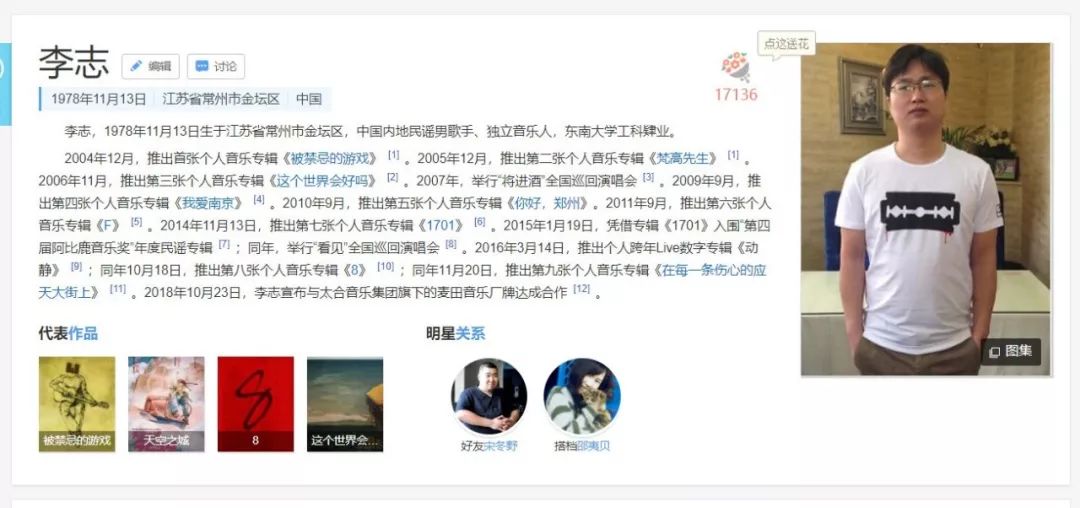 李志
编辑
讨论
点这送花
17136
1978年11月13日 江苏省常州市金坛区 中国
李志，1978年11月13日生于江苏省常州市金坛区，中国内地民谣男歌手、独立音乐人，东南大学工科肄业。
2004年12月，推出首张个人音乐专辑《被禁忌的游戏》 [1] 。2005年12月，推出第二张个人音乐专辑《梵高先生》 [1] 。
2006年11月，推出第三张个人音乐专辑《这个世界会好吗》 [2] 。2007年，举行“将进酒”全国巡回演唱会 [3] 。2009年9月，推
出第四张个人音乐专辑《我爱南京》 [4] 。2010年9月，推出第五张个人音乐专辑《你好，郑州》。2011年9月，推出第六张个人
音乐专辑《F》 [5] 。2014年11月13日，推出第七张个人音乐专辑《1701》 [6] 。2015年1月19日，凭借专辑《1701》入围“第四
届阿比鹿音乐奖”年度民谣专辑 [7] ；同年，举行“看见”全国巡回演唱会 [8] 。2016年3月14日，推出个人跨年Live数字专辑《动
静》 [9] ；同年10月18日，推出第八张个人音乐专辑《8》 [10] ；同年11月20日，推出第九张个人音乐专辑《在每一条伤心的应
天大街上》 [11] 。2018年10月23日，李志宣布与太合音乐集团旗下的麦田音乐厂牌达成合作 [12] 。
图集
代表作品
明星关系
被禁忌的游戏
天空之城
8
这个世界会...
好友宋冬野
搭档邵夷贝